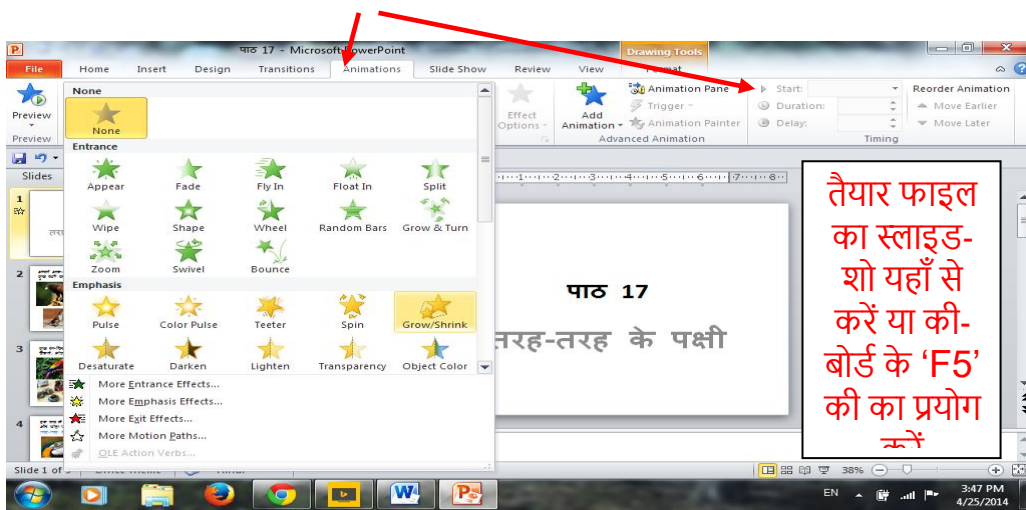 पाठ 17 - Microsoft PowerPoint
Drawing Tools
File Home Insert Design Transitions Animations Slide Show Review View Format
Preview
Preview
None
None
Entrance
Appear Fade Fly In Float In Split
Wipe Shape Wheel Random Bars Grow & Turn
Zoom Swivel Bounce
Emphasis
Pulse Color Pulse Teeter Spin Grow/Shrink
Desaturate Darken Lighten Transparency Object Color
More Entrance Effects...
More Emphasis Effects...
More Exit Effects...
More Motion Paths...
OLE Action Verbs...
Effect Options
Add Animation
Animation Pane
Trigger
Animation Painter
Advanced Animation
Start:
Duration:
Delay:
Timing
Reorder Animation
Move Earlier
Move Later
Slides
1
2
3
4
पाठ 17
तरह-तरह के पक्षी
तैयार फाइल
का स्लाइड-
शो यहाँ से
करें या की-
बोर्ड के ‘F5’
की का प्रयोग
करें
Slide 1 of
38%
EN
3:47 PM
4/25/2014